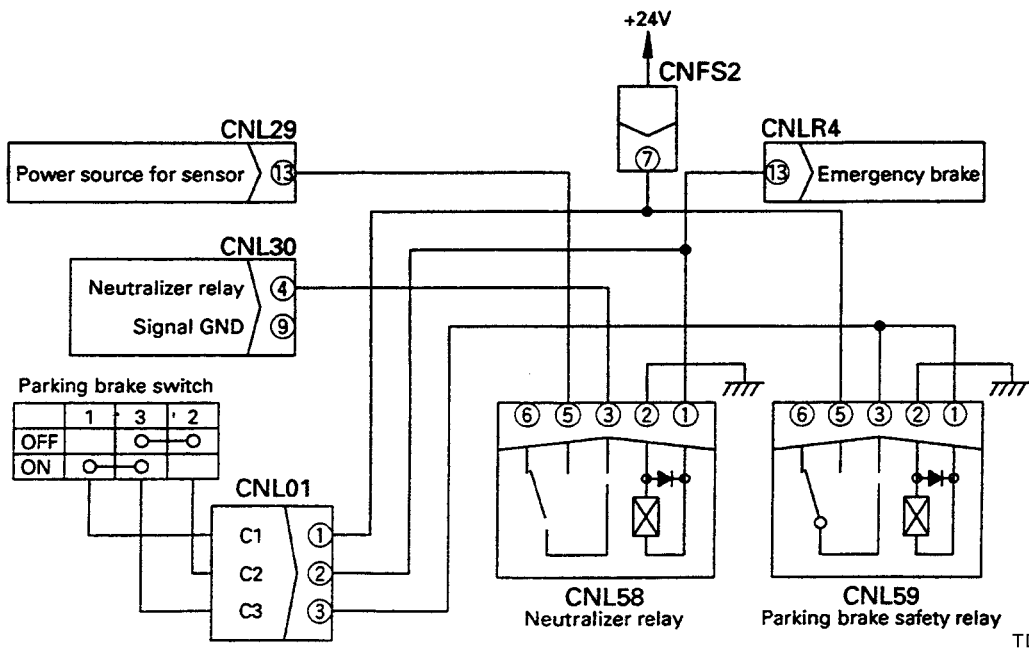 +24V
CNFS2
7
CNL29
Power source for sensor 13
CNLR4
13 Emergency brake
CNL30
Neutralizer relay 4
Signal GND 9
Parking brake switch
1 3 2
OFF
ON
CNL01
C1 1
C2 2
C3 3
6 5 3 2 1
CNL58
Neutralizer relay
6 5 3 2 1
CNL59
Parking brake safety relay